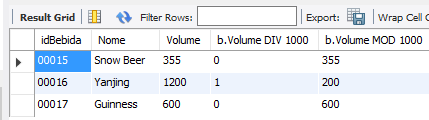 Result Grid Filter Rows: Export: Wrap Cell C
idBebida Nome Volume b.Volume DIV 1000 b.Volume MOD 1000
00015 Snow Beer 355 0 355
00016 Yanjing 1200 1 200
00017 Guinness 600 0 600